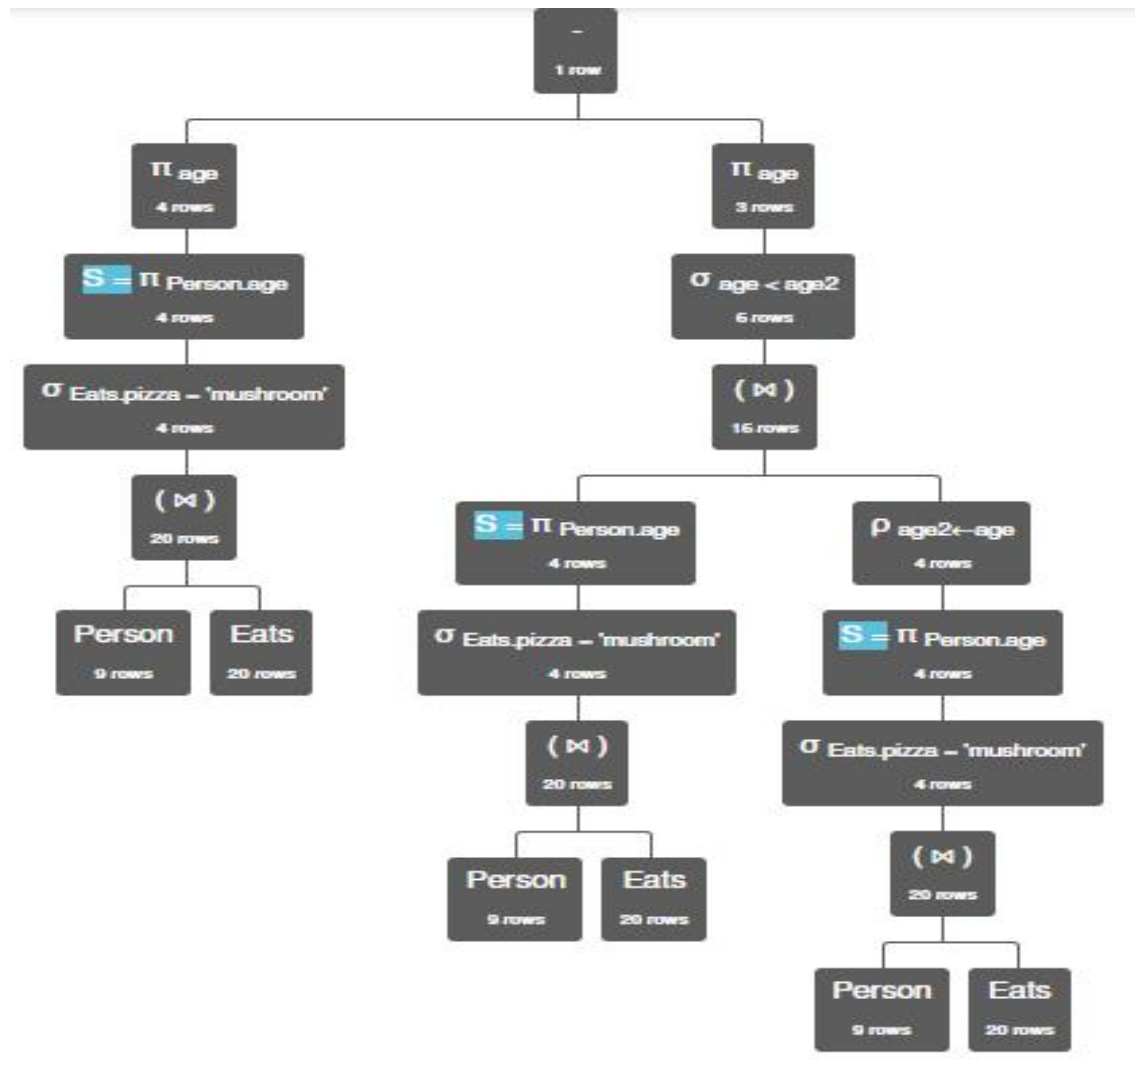 -
1 row
π age
4 rows
π age
3 rows
S = π Person.age
4 rows
σ age < age2
6 rows
σ Eats.pizza = 'mushroom'
4 rows
( ⋈ )
16 rows
( ⋈ )
20 rows
S = π Person.age
4 rows
ρ age2←age
4 rows
Person
9 rows
Eats
20 rows
σ Eats.pizza = 'mushroom'
4 rows
S = π Person.age
4 rows
( ⋈ )
20 rows
σ Eats.pizza = 'mushroom'
4 rows
Person
9 rows
Eats
20 rows
( ⋈ )
20 rows
Person
9 rows
Eats
20 rows